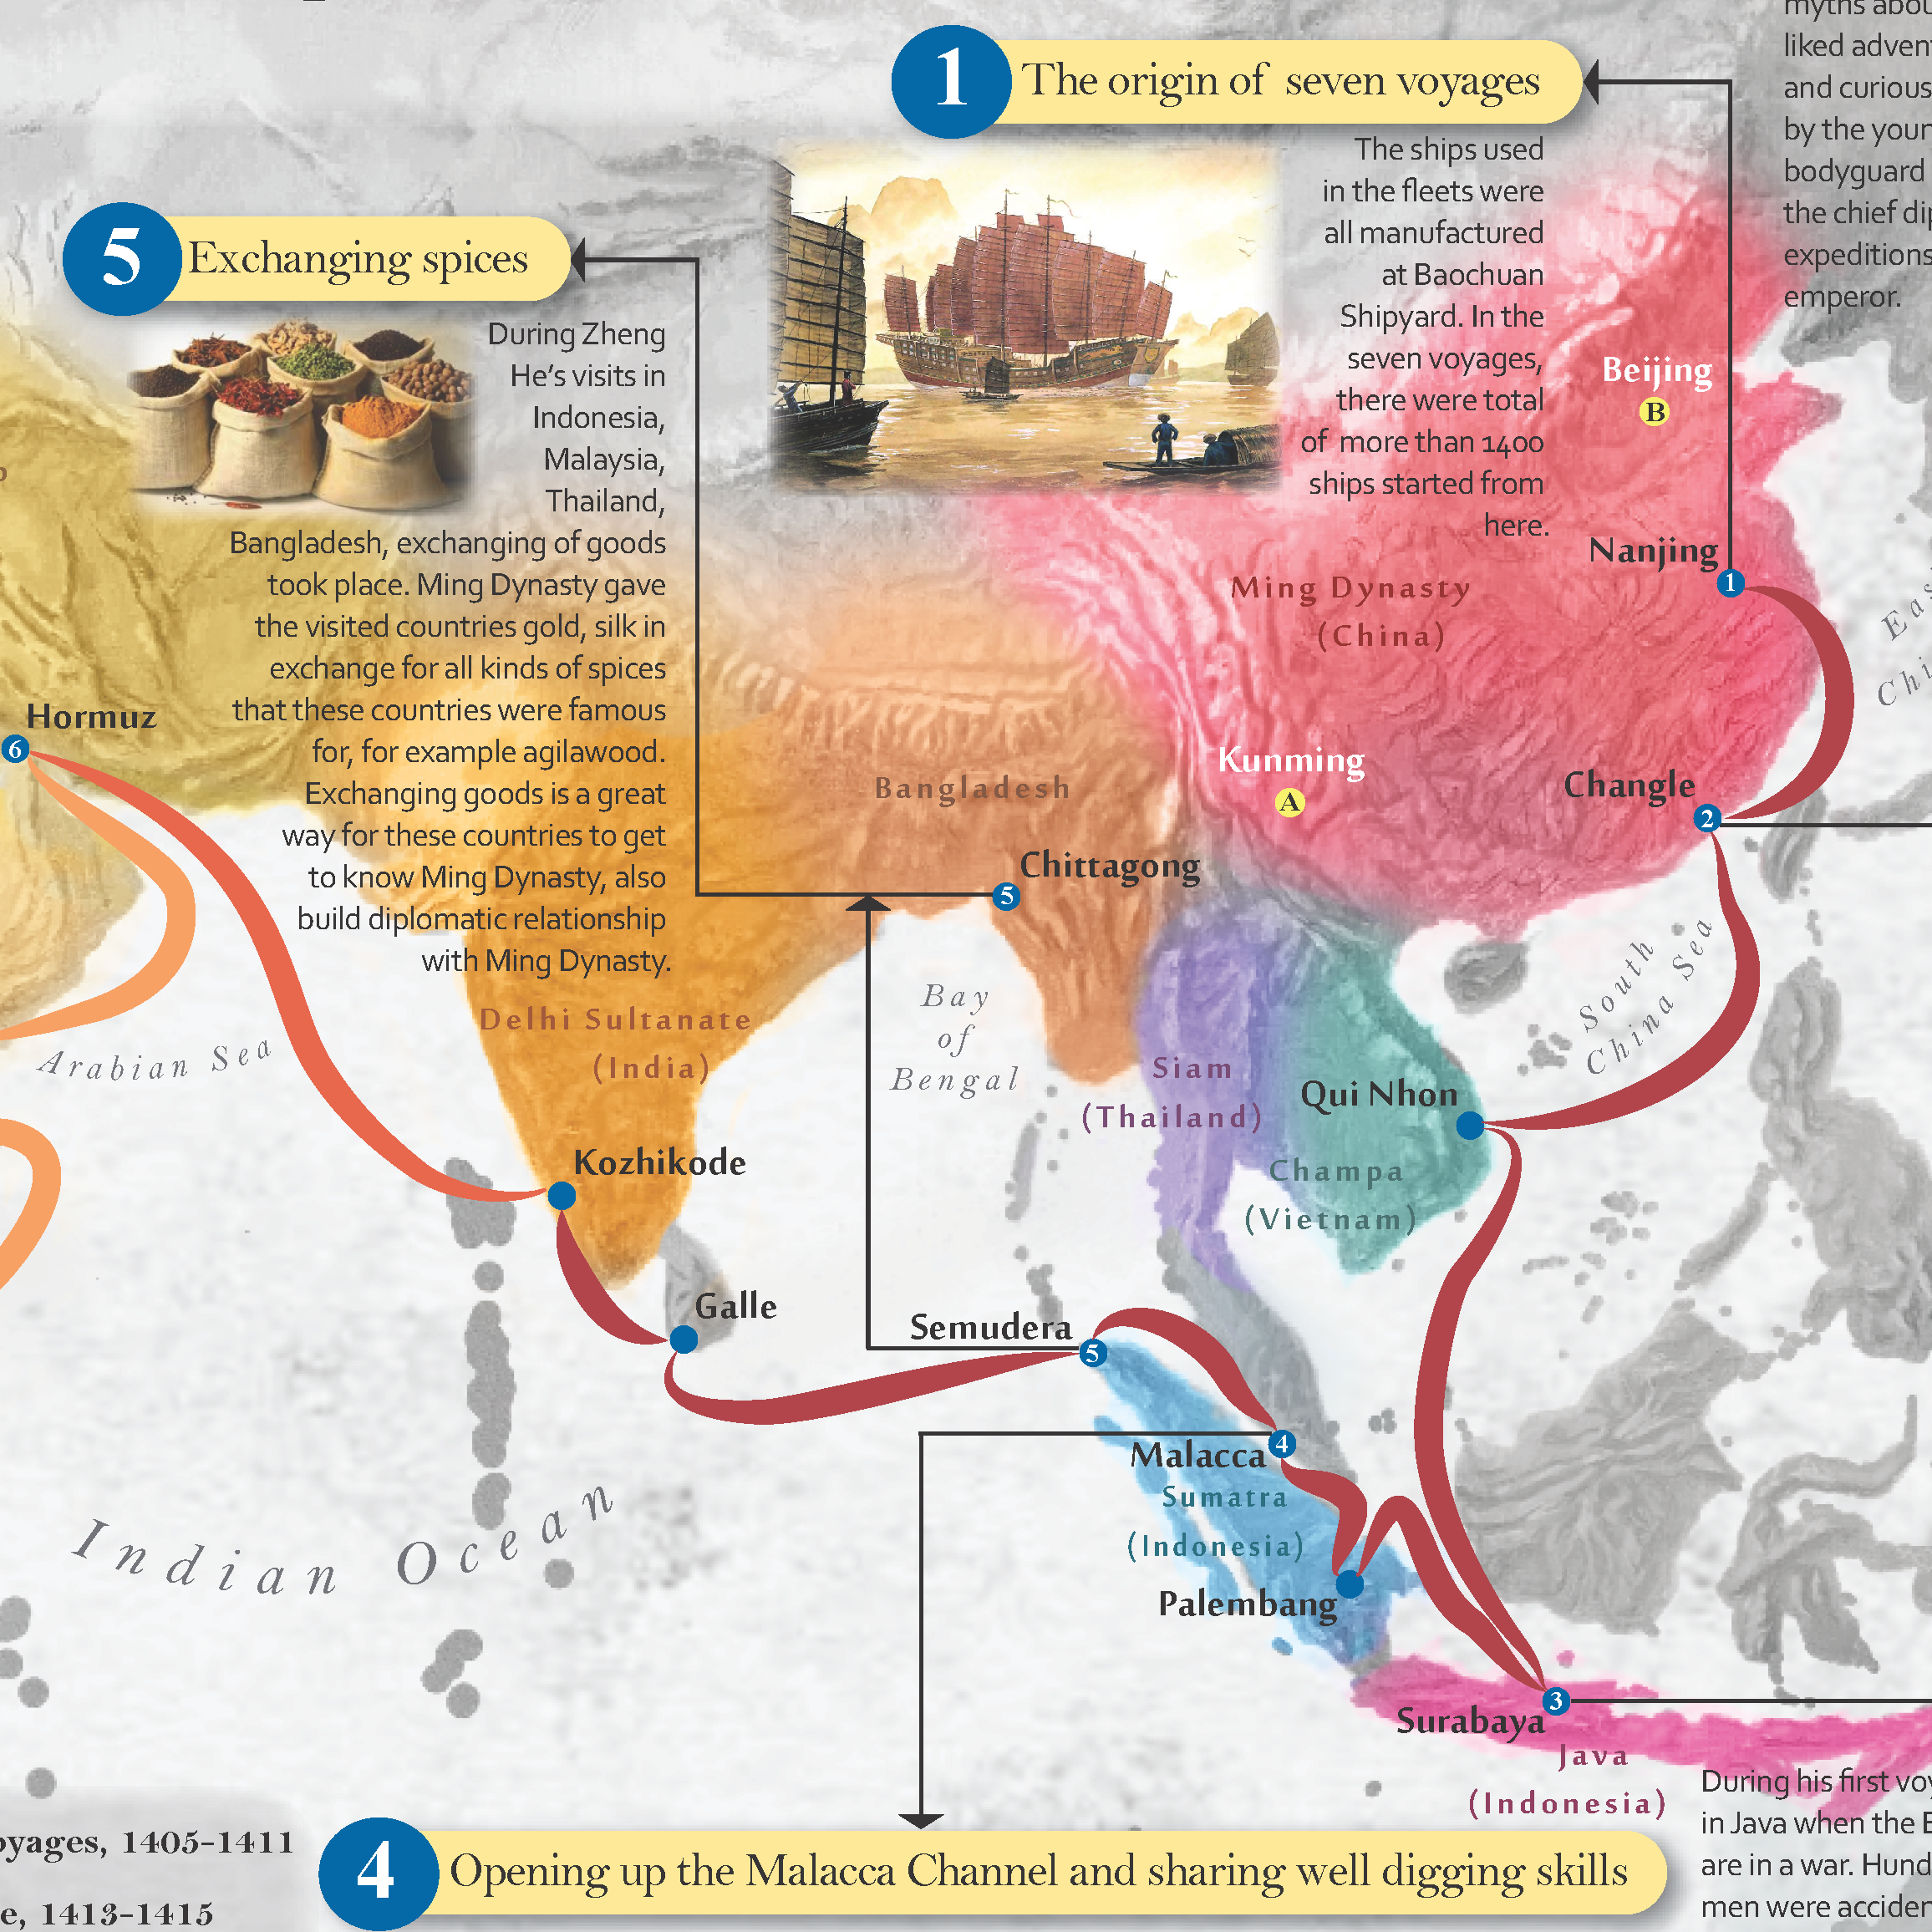 myths about
liked advent
and curious
by the youn
bodyguard
the chief dip
expeditions
emperor.
1
The origin of seven voyages
The ships used
in the fleets were
all manufactured
at Baochuan
Shipyard. In the
seven voyages,
there were total
of more than 1400
ships started from
here.
5
Exchanging spices
During Zheng
He's visits in
Indonesia,
Malaysia,
Thailand,
Bangladesh, exchanging of goods
took place. Ming Dynasty gave
the visited countries gold, silk in
exchange for all kinds of spices
that these countries were famous
for, for example agilawood.
Exchanging goods is a great
way for these countries to get
to know Ming Dynasty, also
build diplomatic relationship
with Ming Dynasty.
Beijing
B
Nanjing
1
Ming Dynasty
(China)
Eas
Chi
Hormuz
6
Bangladesh
Kunming
A
Changle
2
Chittagong
5
South
China Sea
Bay
of
Bengal
Delhi Sultanate
(India)
Arabian Sea
Siam
(Thailand)
Qui Nhon
Champa
(Vietnam)
Kozhikode
Galle
Semudera
5
Malacca
4
Sumatra
(Indonesia)
Palembang
Indian Ocean
Surabaya
3
Java
(Indonesia)
During his first voy
in Java when the E
are in a war. Hund
men were acciden
oyages, 1405-1411
e, 1413-1415
4
Opening up the Malacca Channel and sharing well digging skills